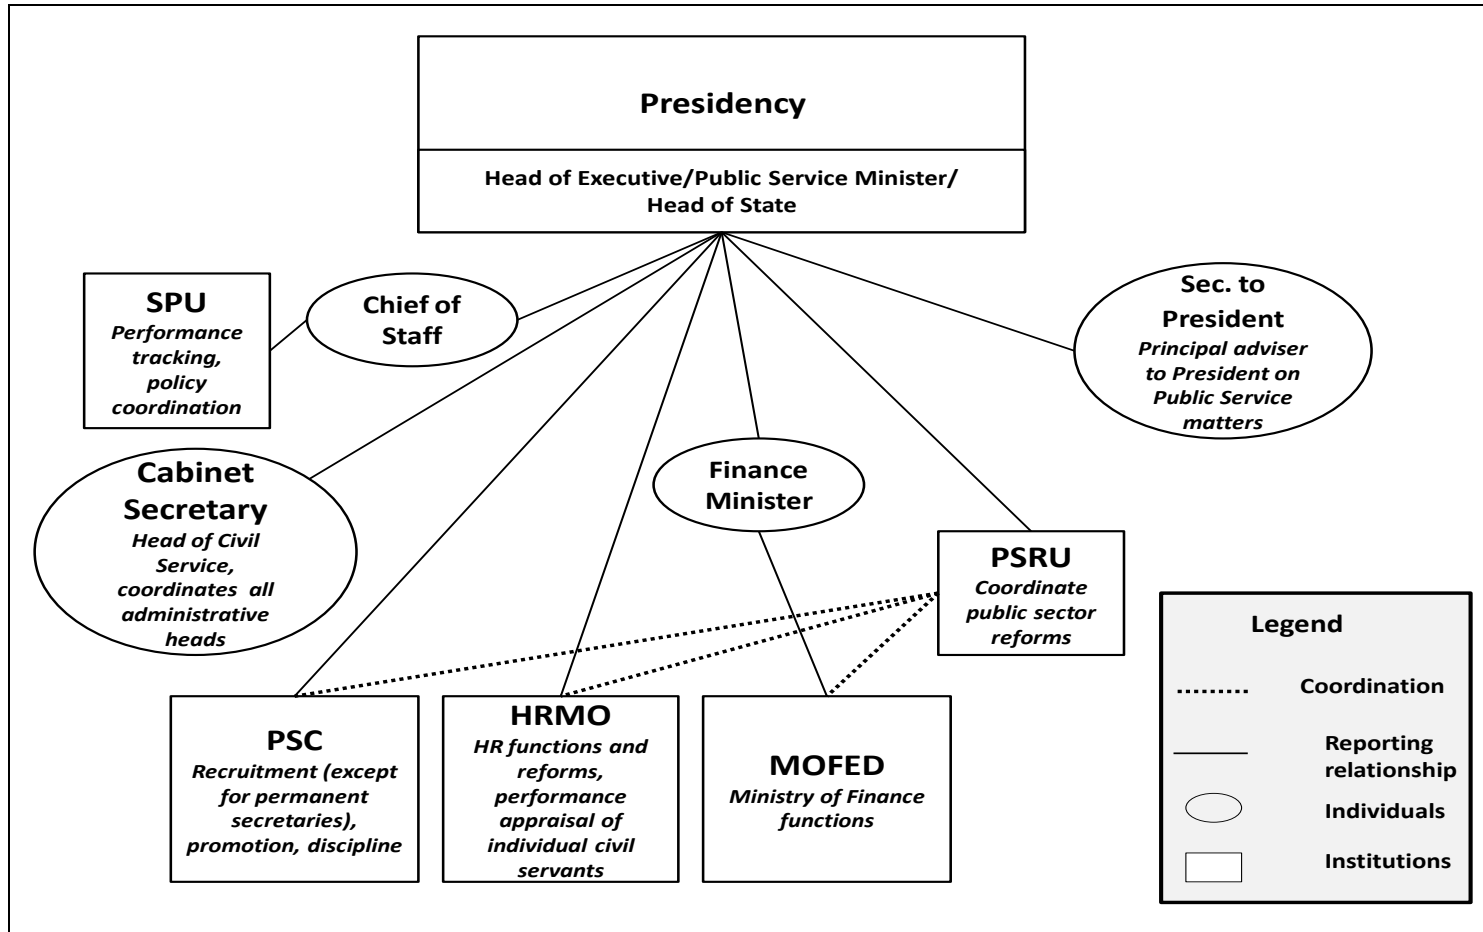 Presidency
Head of Executive/Public Service Minister/
Head of State
SPU
Performance
tracking,
policy
coordination
Chief of
Staff
Sec. to
President
Principal adviser
to President on
Public Service
matters
Cabinet
Secretary
Head of Civil
Service,
coordinates all
administrative
heads
Finance
Minister
PSRU
Coordinate
public sector
reforms
PSC
Recruitment (except
for permanent
secretaries),
promotion, discipline
HRMO
HR functions and
reforms,
performance
appraisal of
individual civil
servants
MOFED
Ministry of Finance
functions
Legend
Coordination
Reporting
relationship
Individuals
Institutions